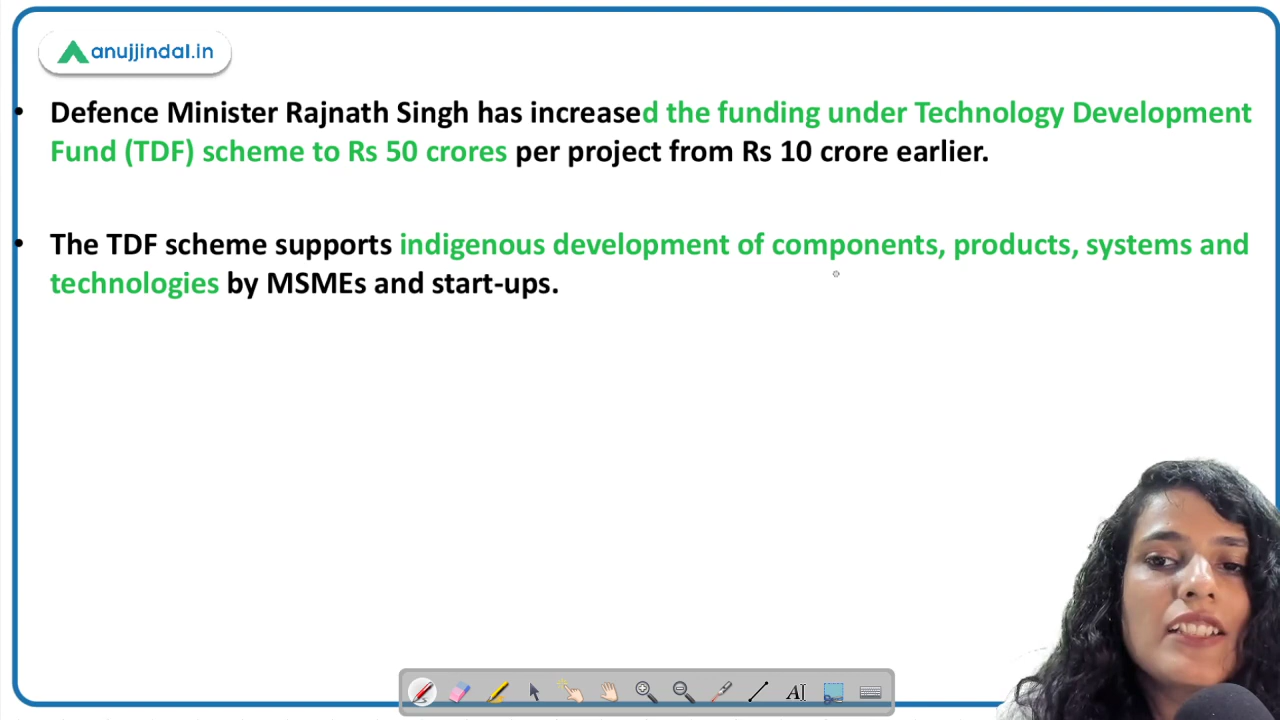 anujjindal.in
• Defence Minister Rajnath Singh has increased the funding under Technology Development
Fund (TDF) scheme to Rs 50 crores per project from Rs 10 crore earlier.
• The TDF scheme supports indigenous development of components, products, systems and
technologies by MSMEs and start-ups.